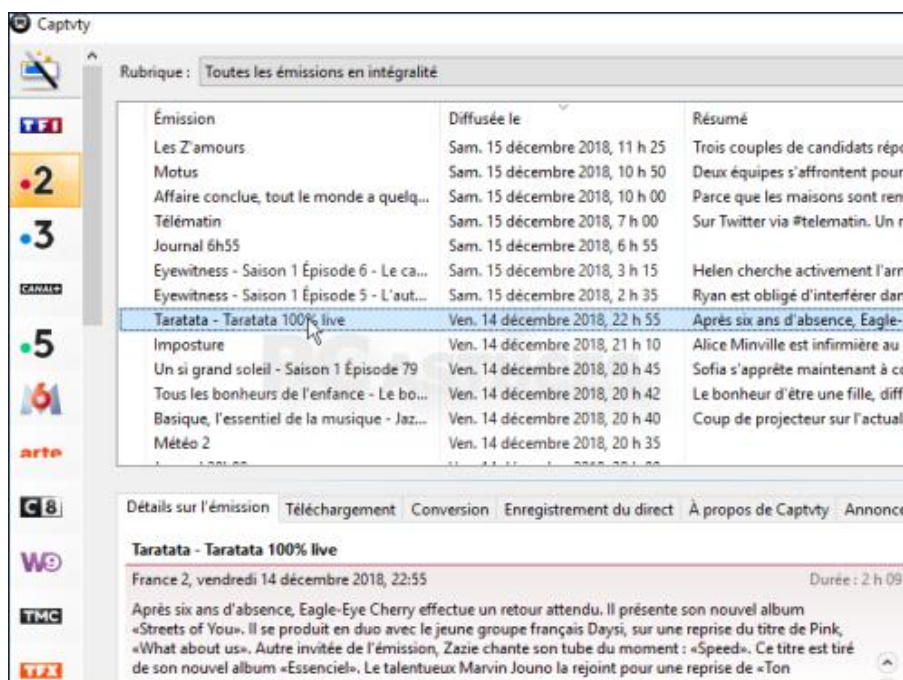 Captvty
Rubrique : Toutes les émissions en intégralité
Émission Diffusée le Résumé
Les Z'amours Sam. 15 décembre 2018, 11 h 25 Trois couples de candidats répo
Motus Sam. 15 décembre 2018, 10 h 50 Deux équipes s'affrontent pour
Affaire conclue, tout le monde a quelq... Sam. 15 décembre 2018, 10 h 00 Parce que les maisons sont rem
Télématin Sam. 15 décembre 2018, 7 h 00 Sur Twitter via #telematin. Un r
Journal 6h55 Sam. 15 décembre 2018, 6 h 55
Eyewitness - Saison 1 Épisode 6 - Le ca... Sam. 15 décembre 2018, 3 h 15 Helen cherche activement l'arr
Eyewitness - Saison 1 Épisode 5 - L'aut... Sam. 15 décembre 2018, 2 h 35 Ryan est obligé d'interférer dan
Taratata - Taratata 100% live Ven. 14 décembre 2018, 22 h 55 Après six ans d'absence, Eagle-
Imposture Ven. 14 décembre 2018, 21 h 10 Alice Minville est infirmière au
Un si grand soleil - Saison 1 Épisode 79 Ven. 14 décembre 2018, 20 h 45 Sofia s'apprête maintenant à co
Tous les bonheurs de l'enfance - Le bo... Ven. 14 décembre 2018, 20 h 42 Le bonheur d'être une fille, diff
Basique, l'essentiel de la musique - Jaz... Ven. 14 décembre 2018, 20 h 40 Coup de projecteur sur l'actual
Météo 2 Ven. 14 décembre 2018, 20 h 35
PC ASTUCES
TF1
2
3
CANAL+
5
M6
arte
C8
W9
TMC
TFX
Détails sur l'émission Téléchargement Conversion Enregistrement du direct À propos de Captvty Annonce
Taratata - Taratata 100% live
France 2, vendredi 14 décembre 2018, 22:55 Durée : 2 h 09
Après six ans d'absence, Eagle-Eye Cherry effectue un retour attendu. Il présente son nouvel album
«Streets of You». Il se produit en duo avec le jeune groupe français Daysi, sur une reprise du titre de Pink,
«What about us». Autre invitée de l'émission, Zazie chante son tube du moment : «Speed». Ce titre est tiré
de son nouvel album «Essenciel». Le talentueux Marvin Jouno la rejoint pour une reprise de «Ton